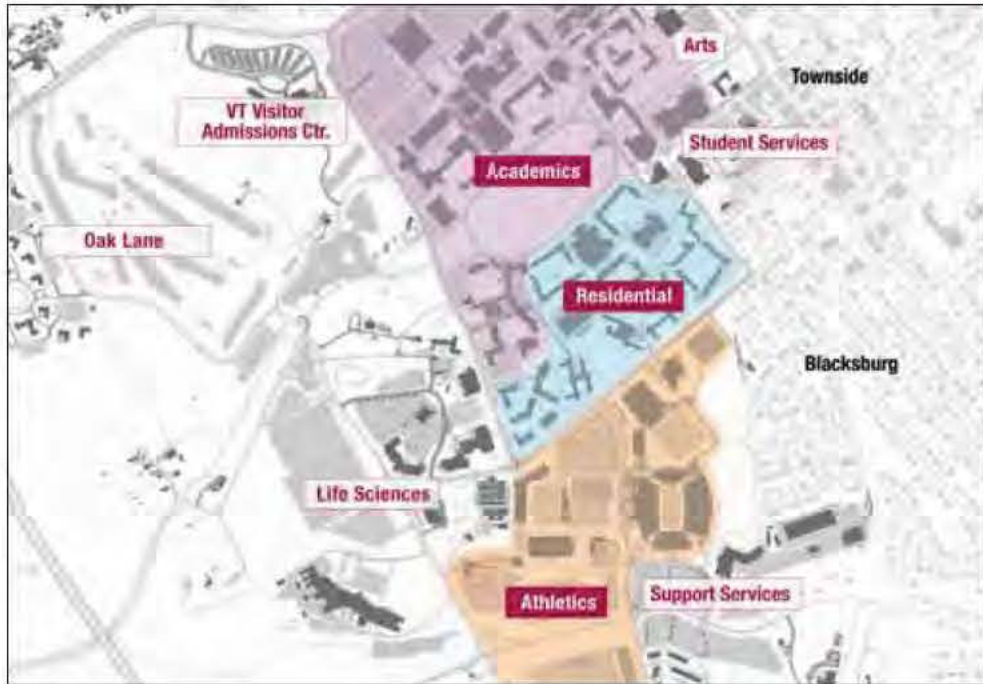 Arts
Townside
VT Visitor
Admissions Ctr.
Student Services
Academics
Oak Lane
Residential
Blacksburg
Life Sciences
Athletics
Support Services